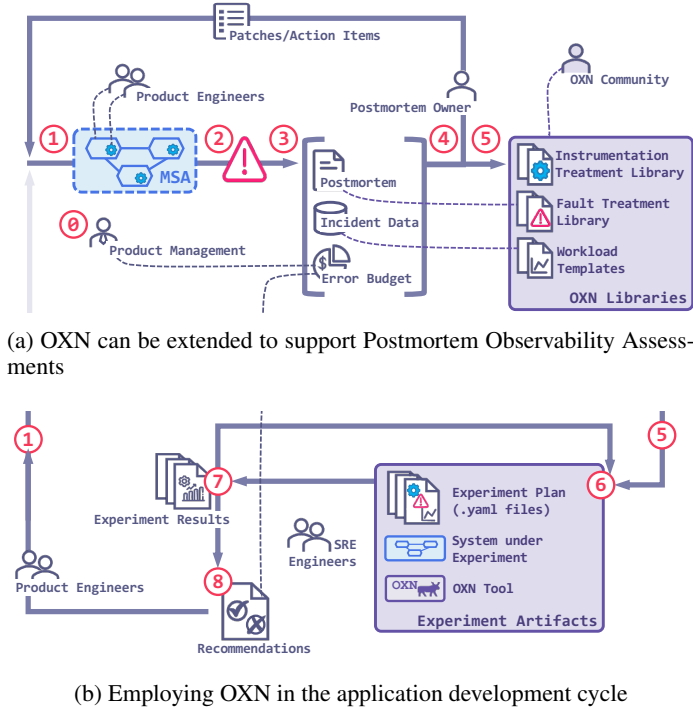 Patches/Action Items
Product Engineers
Postmortem Owner
OXN Community
1
2
3
4
5
MSA
Instrumentation
Treatment Library
Postmortem
Fault Treatment
Library
0
Incident Data
Product Management
$
Error Budget
Workload
Templates
OXN Libraries
(a) OXN can be extended to support Postmortem Observability Assess-
ments
1
5
7
6
Experiment Plan
(.yaml files)
Experiment Results
SRE
Engineers
System under
Experiment
Product Engineers
8
OXN
OXN Tool
Experiment Artifacts
Recommendations
(b) Employing OXN in the application development cycle